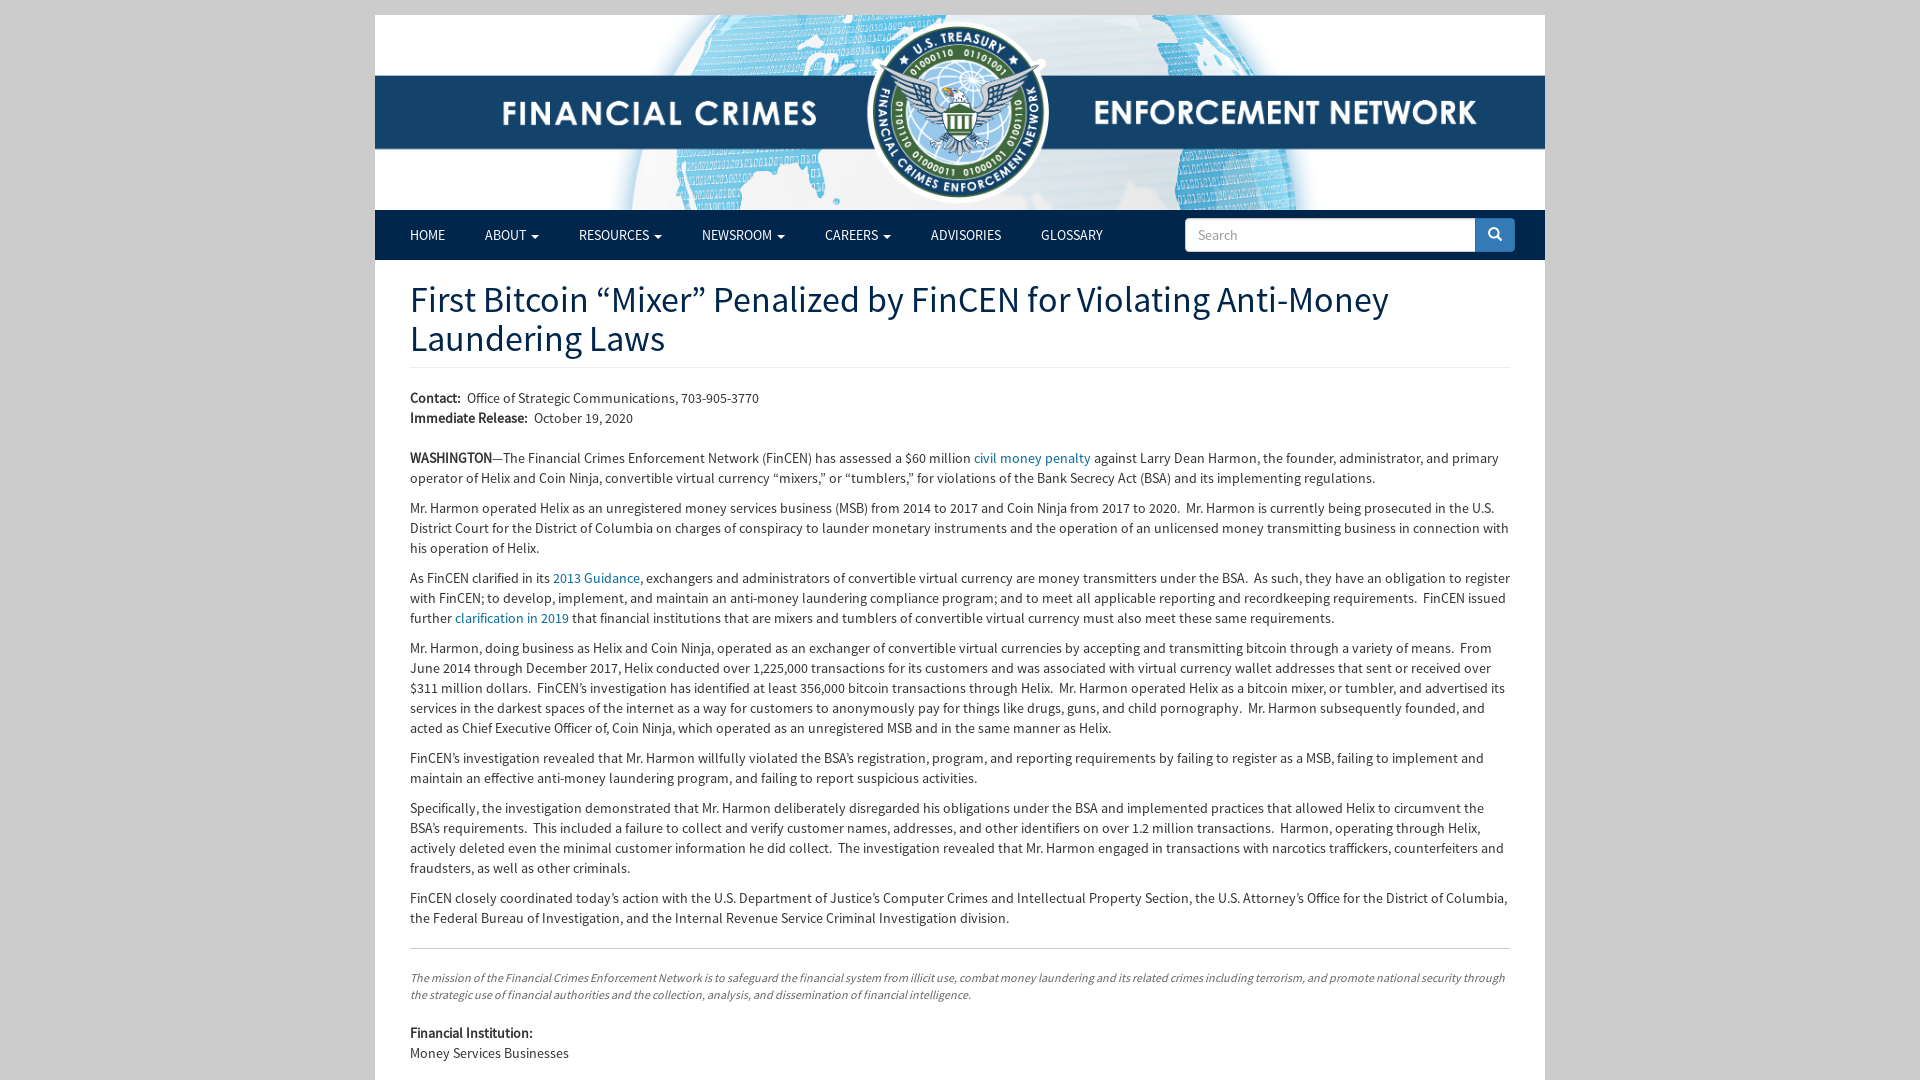 FINANCIAL CRIMES ENFORCEMENT NETWORK
U.S. TREASURY
01000110 01101001
01101110 01000011
01000011 01000101
01001110
FINANCIAL CRIMES ENFORCEMENT NETWORK
HOME ABOUT RESOURCES NEWSROOM CAREERS ADVISORIES GLOSSARY Search
First Bitcoin “Mixer” Penalized by FinCEN for Violating Anti-Money
Laundering Laws
Contact: Office of Strategic Communications, 703-905-3770
Immediate Release: October 19, 2020
WASHINGTON—The Financial Crimes Enforcement Network (FinCEN) has assessed a $60 million civil money penalty against Larry Dean Harmon, the founder, administrator, and primary
operator of Helix and Coin Ninja, convertible virtual currency “mixers,” or “tumblers,” for violations of the Bank Secrecy Act (BSA) and its implementing regulations.
Mr. Harmon operated Helix as an unregistered money services business (MSB) from 2014 to 2017 and Coin Ninja from 2017 to 2020. Mr. Harmon is currently being prosecuted in the U.S.
District Court for the District of Columbia on charges of conspiracy to launder monetary instruments and the operation of an unlicensed money transmitting business in connection with
his operation of Helix.
As FinCEN clarified in its 2013 Guidance, exchangers and administrators of convertible virtual currency are money transmitters under the BSA. As such, they have an obligation to register
with FinCEN; to develop, implement, and maintain an anti-money laundering compliance program; and to meet all applicable reporting and recordkeeping requirements. FinCEN issued
further clarification in 2019 that financial institutions that are mixers and tumblers of convertible virtual currency must also meet these same requirements.
Mr. Harmon, doing business as Helix and Coin Ninja, operated as an exchanger of convertible virtual currencies by accepting and transmitting bitcoin through a variety of means. From
June 2014 through December 2017, Helix conducted over 1,225,000 transactions for its customers and was associated with virtual currency wallet addresses that sent or received over
$311 million dollars. FinCEN’s investigation has identified at least 356,000 bitcoin transactions through Helix. Mr. Harmon operated Helix as a bitcoin mixer, or tumbler, and advertised its
services in the darkest spaces of the internet as a way for customers to anonymously pay for things like drugs, guns, and child pornography. Mr. Harmon subsequently founded, and
acted as Chief Executive Officer of, Coin Ninja, which operated as an unregistered MSB and in the same manner as Helix.
FinCEN’s investigation revealed that Mr. Harmon willfully violated the BSA’s registration, program, and reporting requirements by failing to register as a MSB, failing to implement and
maintain an effective anti-money laundering program, and failing to report suspicious activities.
Specifically, the investigation demonstrated that Mr. Harmon deliberately disregarded his obligations under the BSA and implemented practices that allowed Helix to circumvent the
BSA’s requirements. This included a failure to collect and verify customer names, addresses, and other identifiers on over 1.2 million transactions. Harmon, operating through Helix,
actively deleted even the minimal customer information he did collect. The investigation revealed that Mr. Harmon engaged in transactions with narcotics traffickers, counterfeiters and
fraudsters, as well as other criminals.
FinCEN closely coordinated today’s action with the U.S. Department of Justice’s Computer Crimes and Intellectual Property Section, the U.S. Attorney’s Office for the District of Columbia,
the Federal Bureau of Investigation, and the Internal Revenue Service Criminal Investigation division.
The mission of the Financial Crimes Enforcement Network is to safeguard the financial system from illicit use, combat money laundering and its related crimes including terrorism, and promote national security through
the strategic use of financial authorities and the collection, analysis, and dissemination of financial intelligence.
Financial Institution:
Money Services Businesses